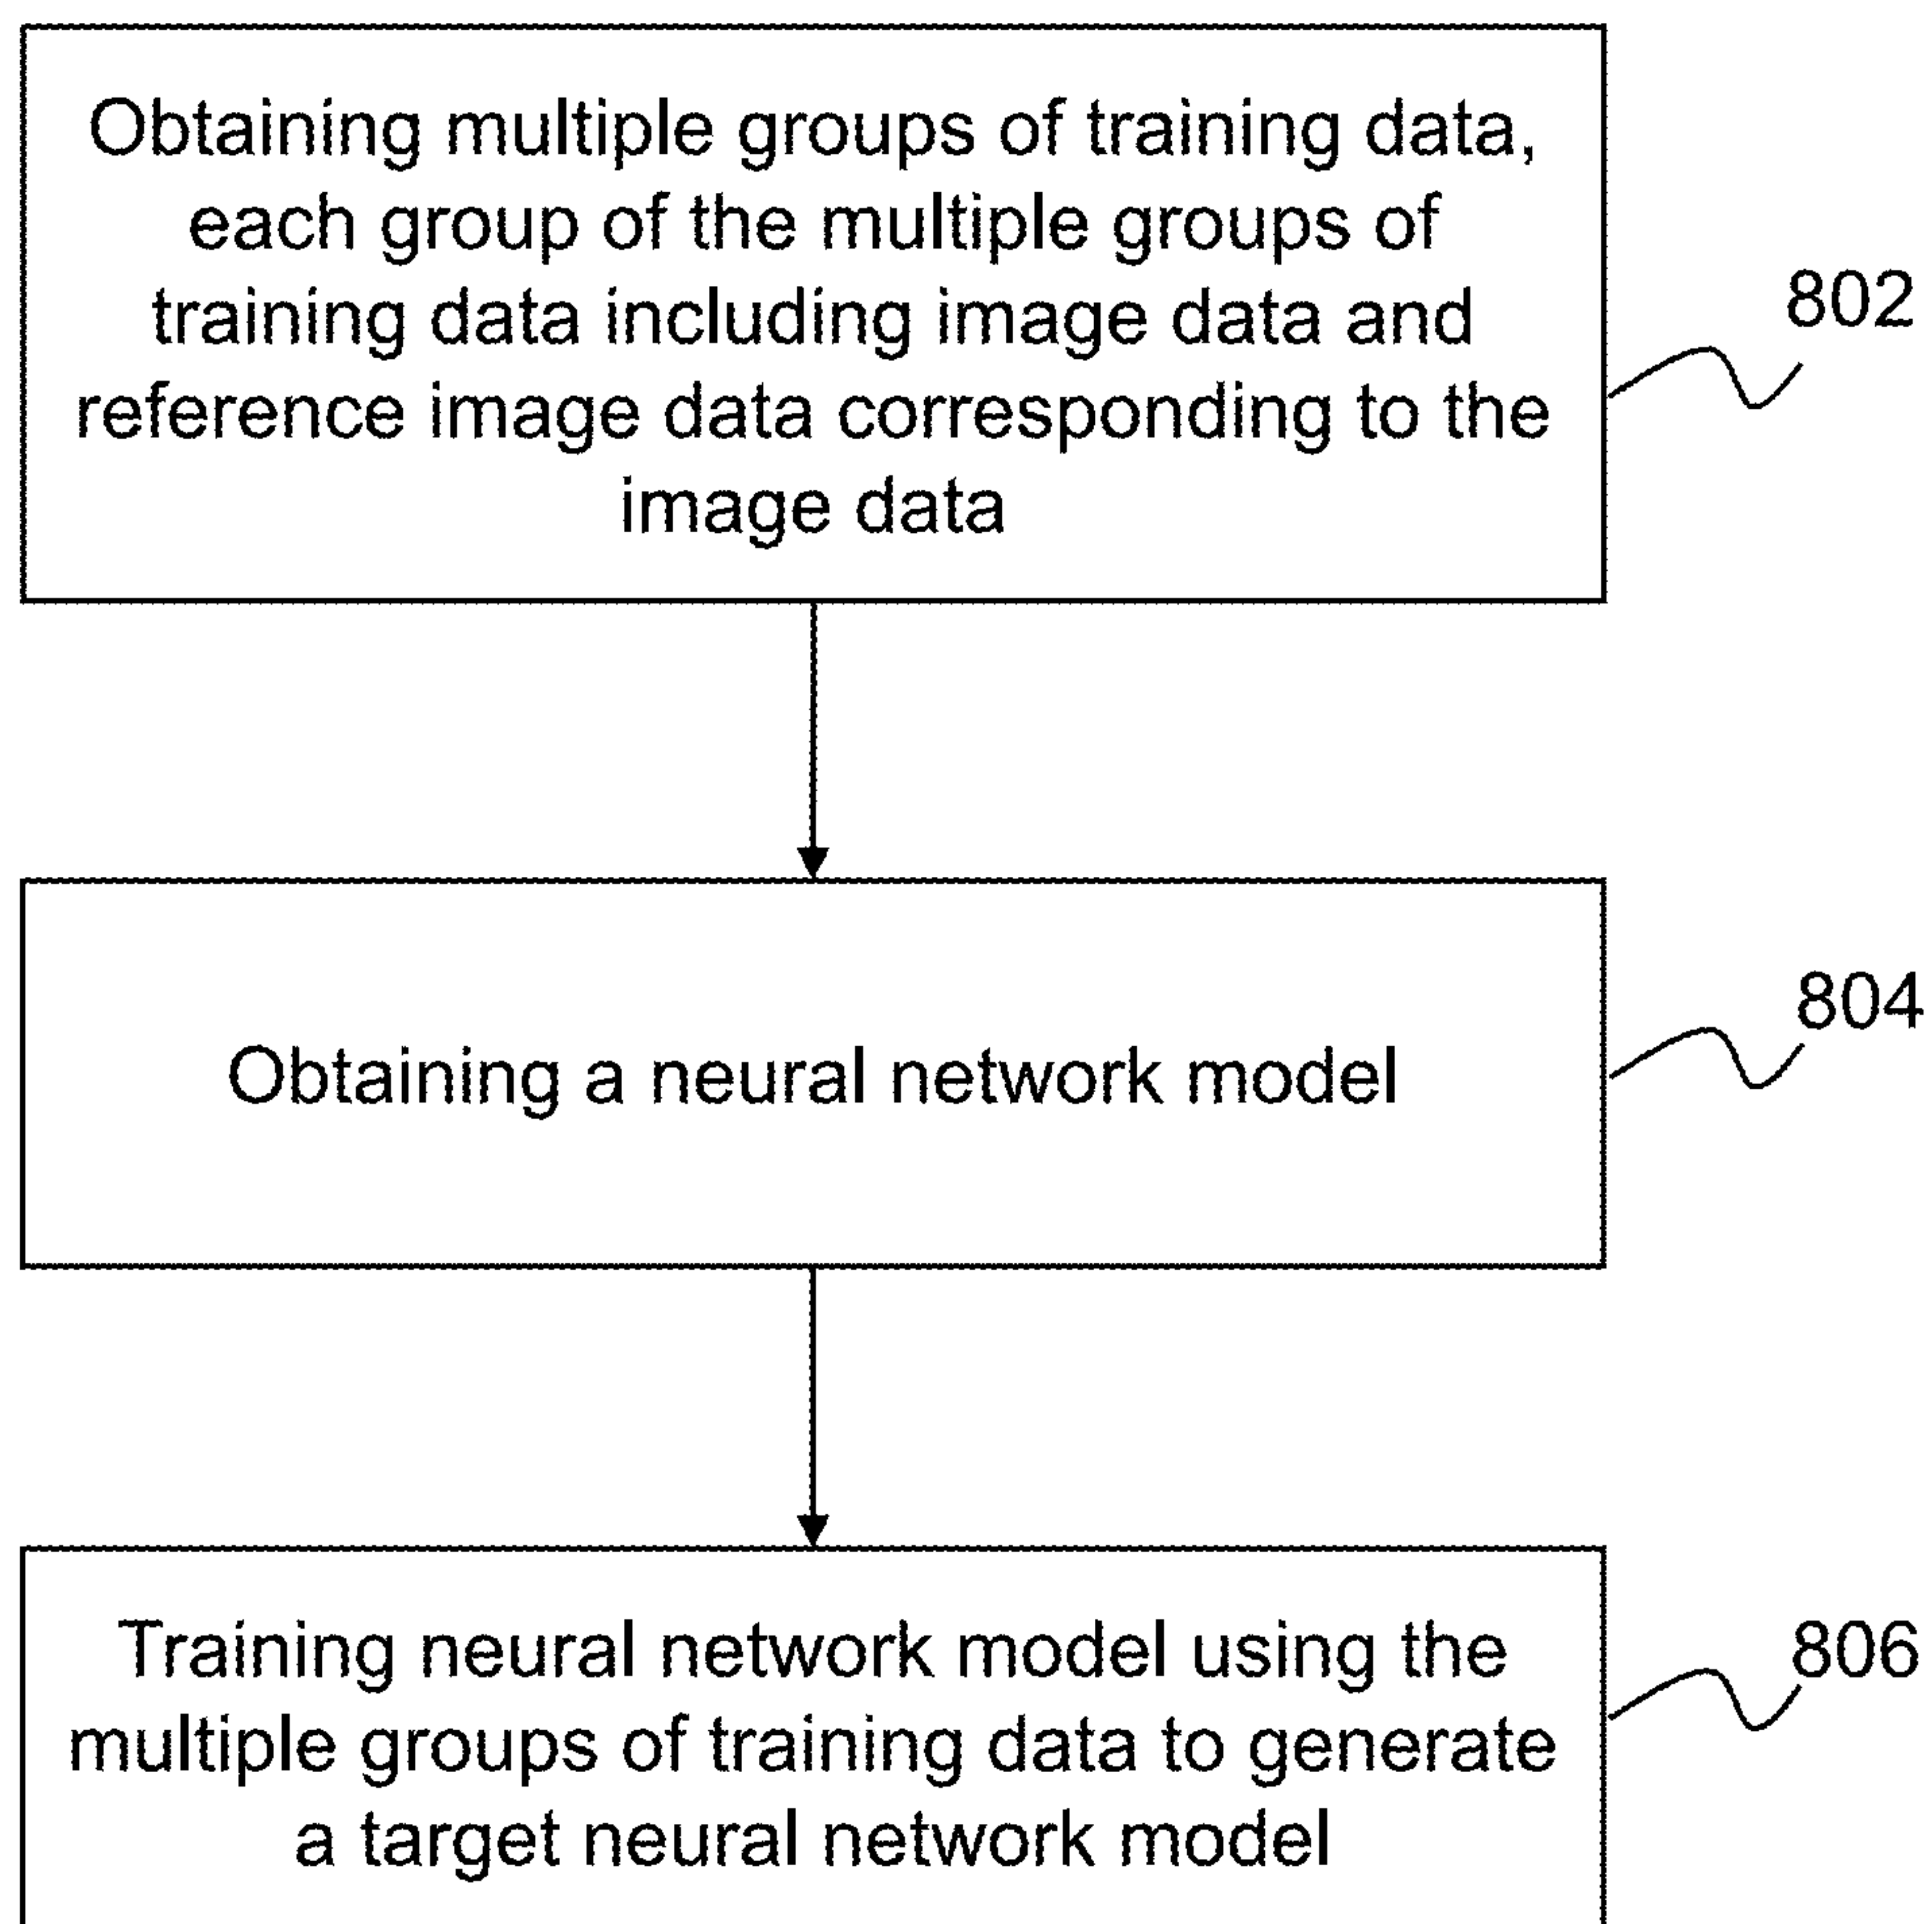 Obtaining multiple groups of training data,
each group of the multiple groups of
training data including image data and
reference image data corresponding to the
image data
802
Obtaining a neural network model
804
Training neural network model using the
multiple groups of training data to generate
a target neural network model
806